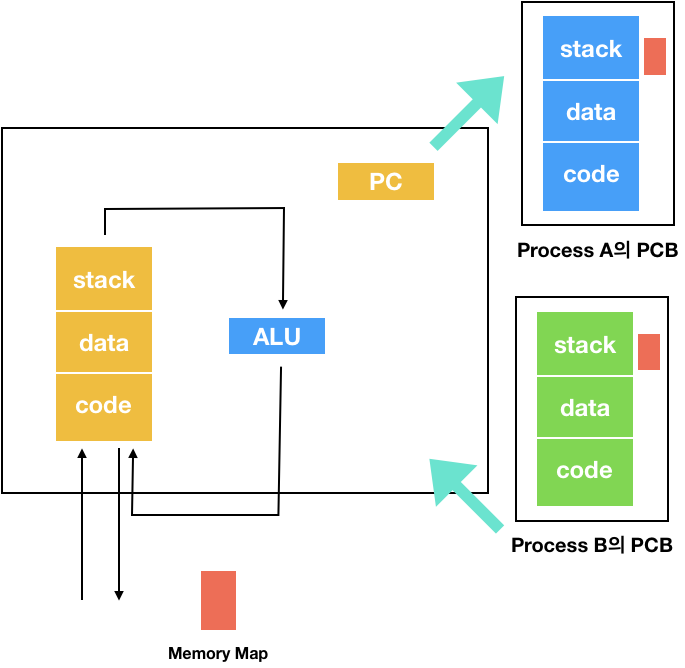 stack
data
code
Process A의 PCB
PC
stack
data
code
ALU
stack
data
code
Process B의 PCB
Memory Map